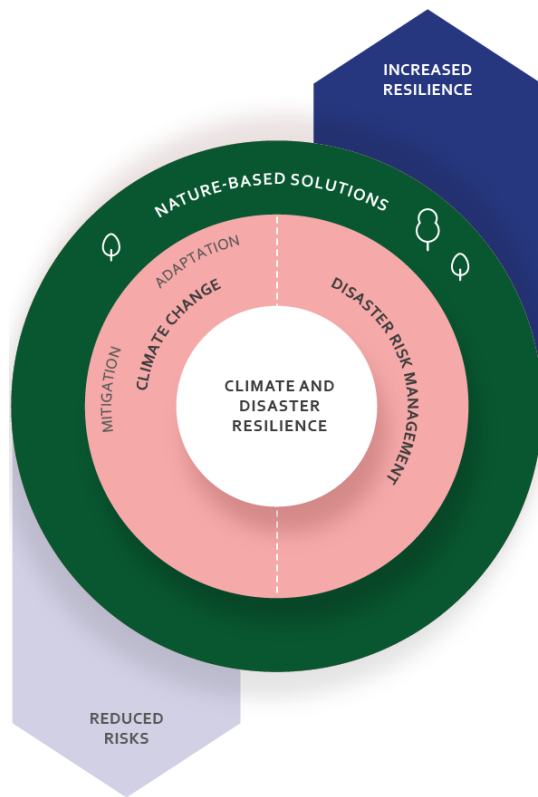 INCREASED
RESILIENCE
NATURE-BASED SOLUTIONS
ADAPTATION
CLIMATE CHANGE
MITIGATION
DISASTER RISK MANAGEMENT
CLIMATE AND
DISASTER
RESILIENCE
REDUCED
RISKS